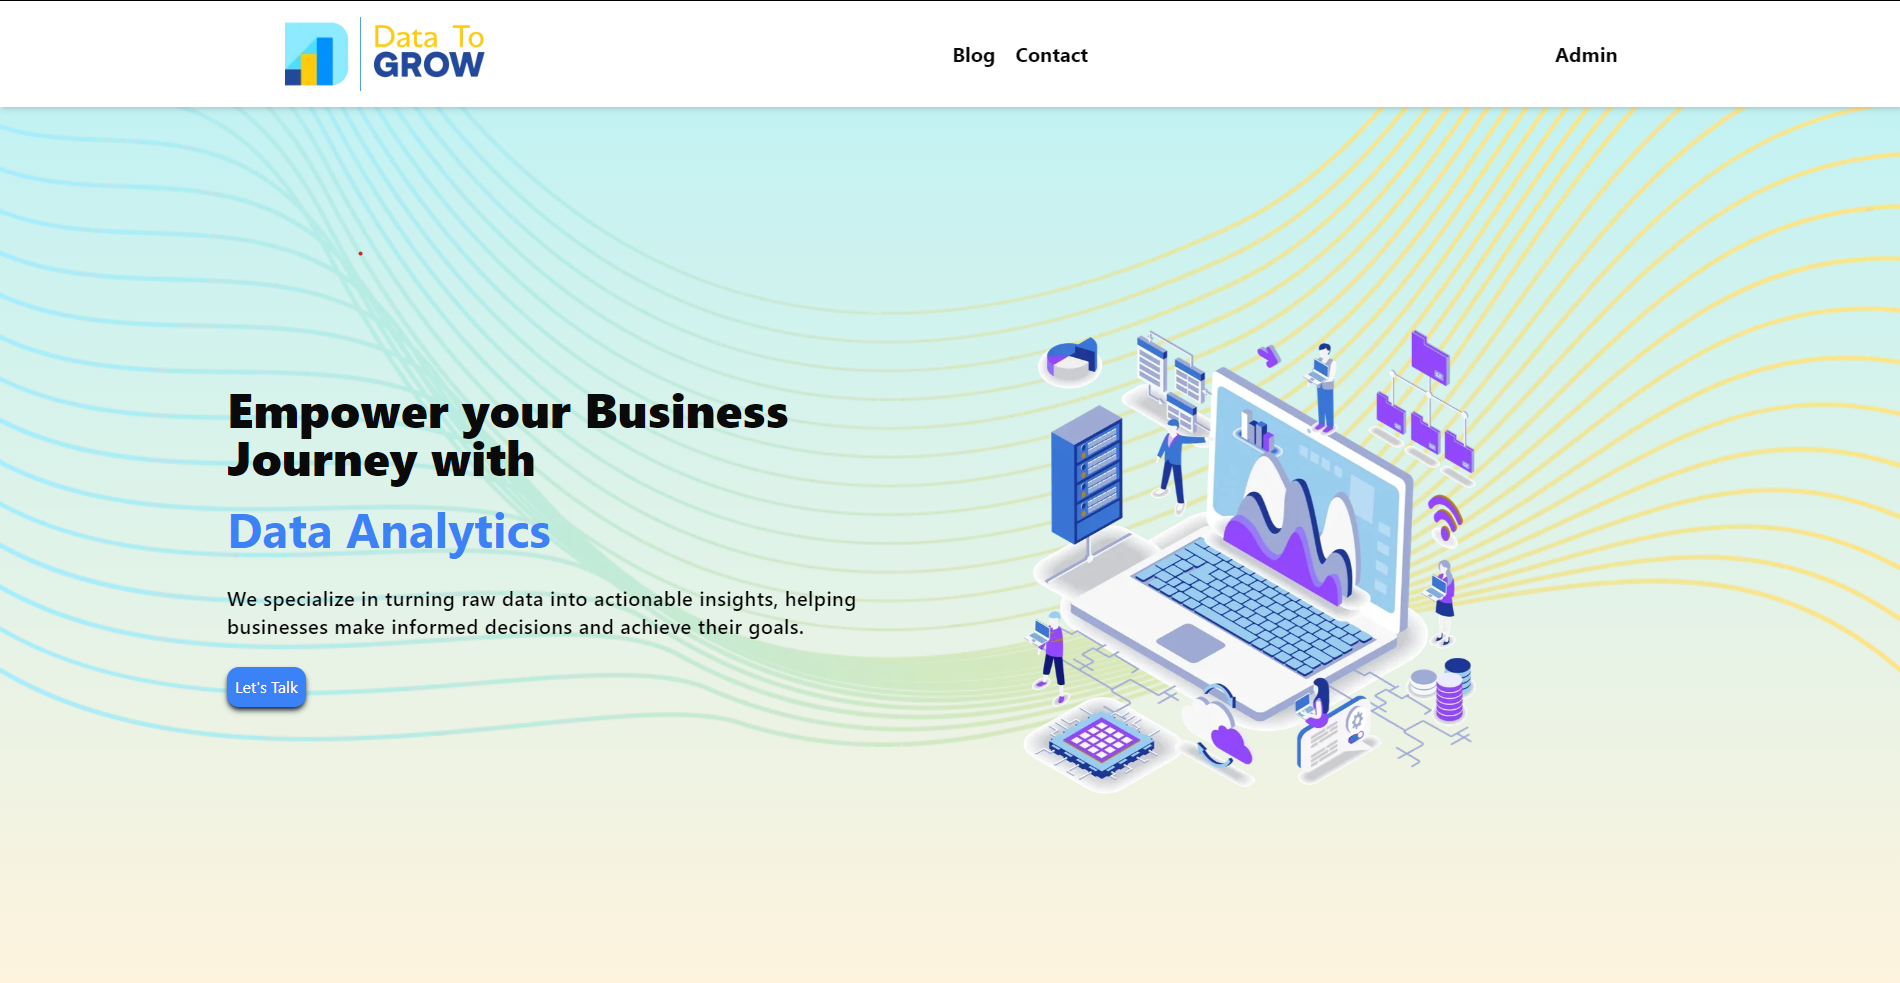 Data To
GROW
Blog Contact
Admin
Empower your Business
Journey with
Data Analytics
We specialize in turning raw data into actionable insights, helping
businesses make informed decisions and achieve their goals.
Let's Talk